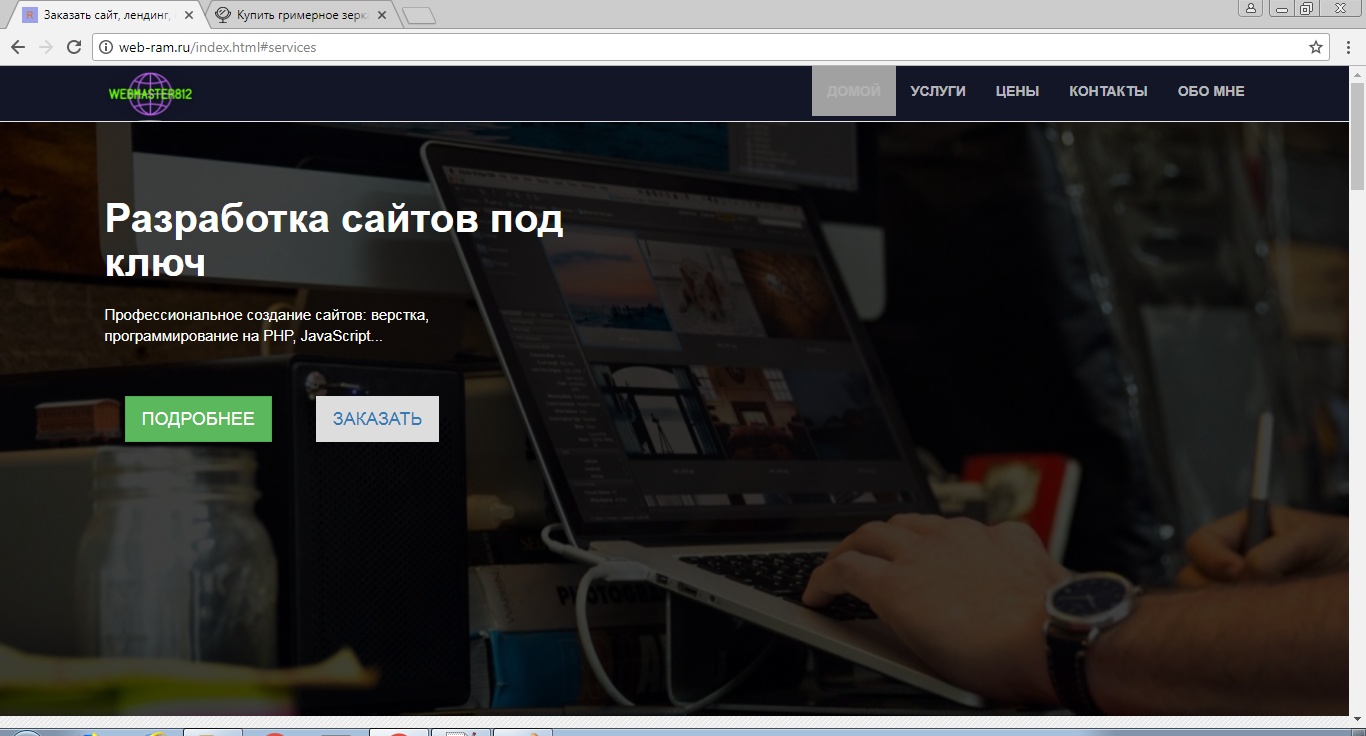 Заказать сайт, лендинг,
Купить гримерное зерка
web-ram.ru/index.html#services
WEBMASTER812
ДОМОЙ УСЛУГИ ЦЕНЫ КОНТАКТЫ ОБО МНЕ
Разработка сайтов под
ключ
Профессиональное создание сайтов: верстка,
программирование на PHP, JavaScript...
ПОДРОБНЕЕ ЗАКАЗАТЬ